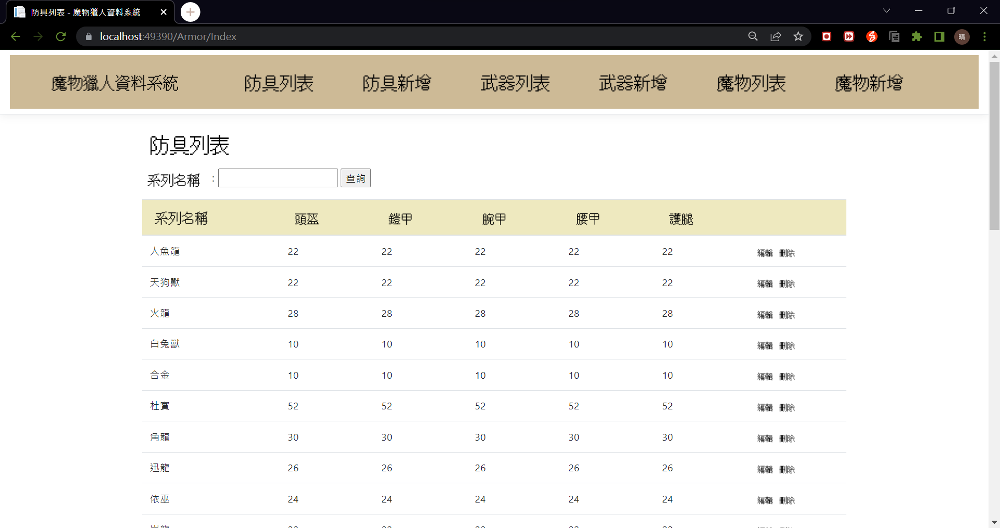 防具列表 - 魔物獵人資料系統
localhost:49390/Armor/Index
晴
魔物獵人資料系統 防具列表 防具新增 武器列表 武器新增 魔物列表 魔物新增
防具列表
系列名稱 : 查詢
系列名稱 頭盔 鎧甲 腕甲 腰甲 護腿
人魚龍 22 22 22 22 22 編輯 刪除
天狗獸 22 22 22 22 22 編輯 刪除
火龍 28 28 28 28 28 編輯 刪除
白兔獸 10 10 10 10 10 編輯 刪除
合金 10 10 10 10 10 編輯 刪除
杜賓 52 52 52 52 52 編輯 刪除
角龍 30 30 30 30 30 編輯 刪除
迅龍 26 26 26 26 26 編輯 刪除
依巫 24 24 24 24 24 編輯 刪除